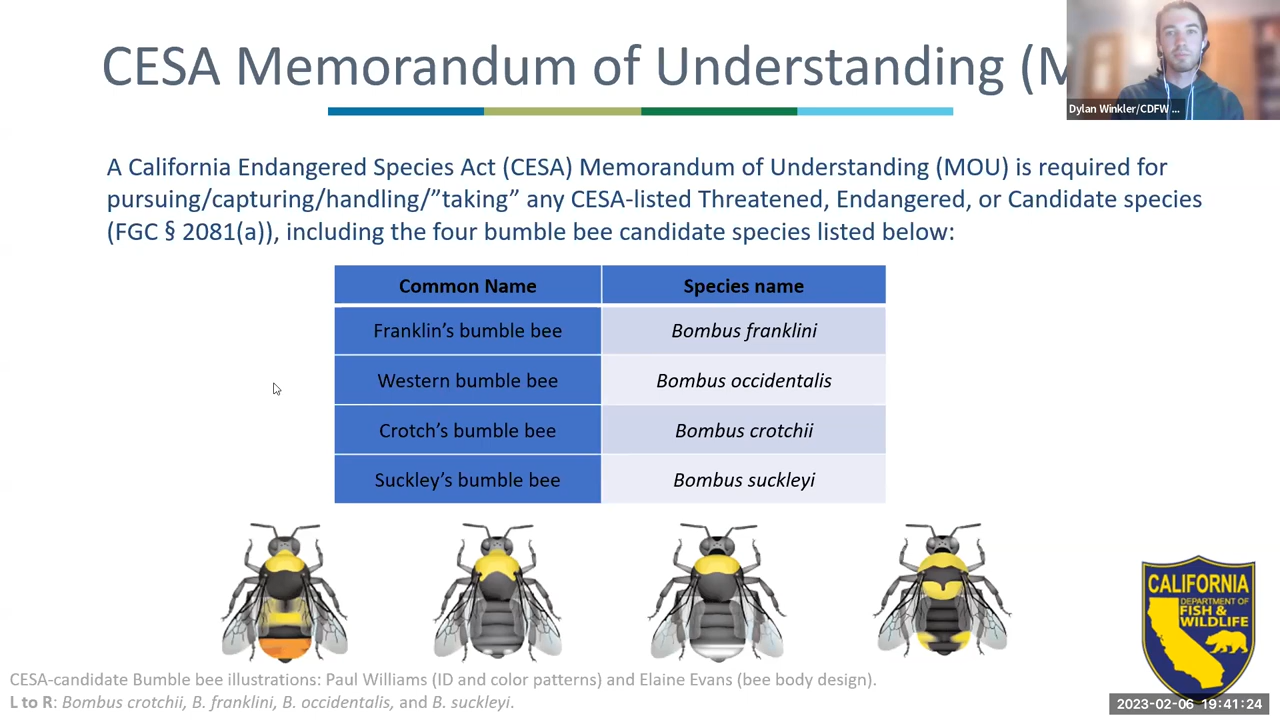 CESA Memorandum of Understanding (M
Dylan Winkler/CDFW ...
A California Endangered Species Act (CESA) Memorandum of Understanding (MOU) is required for
pursuing/capturing/handling/”taking” any CESA-listed Threatened, Endangered, or Candidate species
(FGC § 2081(a)), including the four bumble bee candidate species listed below:
Common Name Species name
Franklin’s bumble bee Bombus franklini
Western bumble bee Bombus occidentalis
Crotch’s bumble bee Bombus crotchii
Suckley’s bumble bee Bombus suckleyi
CALIFORNIA
DEPARTMENT OF
FISH &
WILDLIFE
CESA-candidate Bumble bee illustrations: Paul Williams (ID and color patterns) and Elaine Evans (bee body design).
L to R: Bombus crotchii, B. franklini, B. occidentalis, and B. suckleyi.
2023-02-06 19:41:24